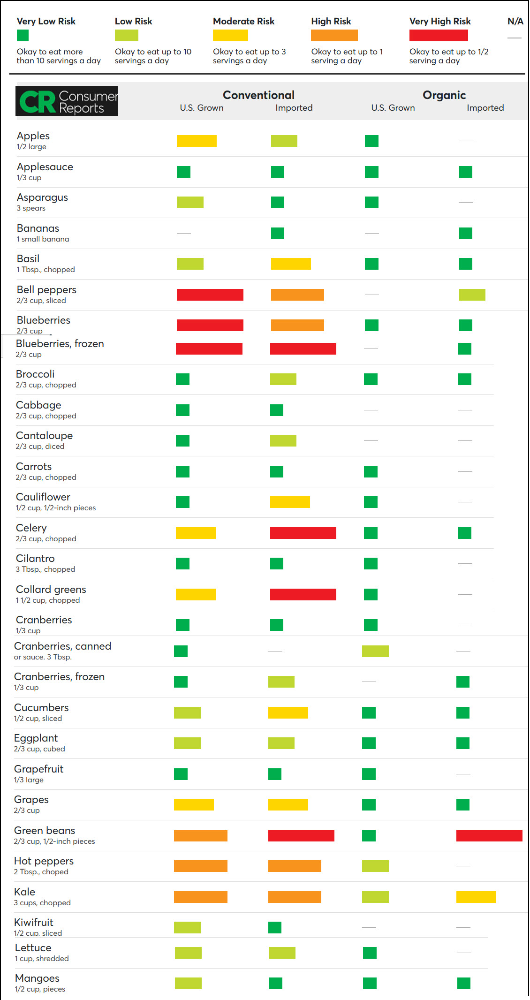 Very Low Risk
Low Risk
Moderate Risk
High Risk
Very High Risk
N/A
Okay to eat more
than 10 servings a day
Okay to eat up to 10
servings a day
Okay to eat up to 3
servings a day
Okay to eat up to 1
serving a day
Okay to eat up to 1/2
serving a day
CR Consumer
Reports
Conventional
Organic
U.S. Grown
Imported
U.S. Grown
Imported
Apples
1/2 large
Applesauce
1/3 cup
Asparagus
3 spears
Bananas
1 small banana
Basil
1 Tbsp., chopped
Bell peppers
2/3 cup, sliced
Blueberries
2/3 cup
Blueberries, frozen
2/3 cup
Broccoli
2/3 cup, chopped
Cabbage
2/3 cup, chopped
Cantaloupe
2/3 cup, diced
Carrots
2/3 cup, chopped
Cauliflower
1/2 cup, 1/2-inch pieces
Celery
2/3 cup, chopped
Cilantro
3 Tbsp., chopped
Collard greens
1 1/2 cup, chopped
Cranberries
1/3 cup
Cranberries, canned
or sauce. 3 Tbsp.
Cranberries, frozen
1/3 cup
Cucumbers
1/2 cup, sliced
Eggplant
2/3 cup, cubed
Grapefruit
1/3 large
Grapes
2/3 cup
Green beans
2/3 cup, 1/2-inch pieces
Hot peppers
2 Tbsp., choped
Kale
3 cups, chopped
Kiwifruit
1/2 cup, sliced
Lettuce
1 cup, shredded
Mangoes
1/2 cup, pieces